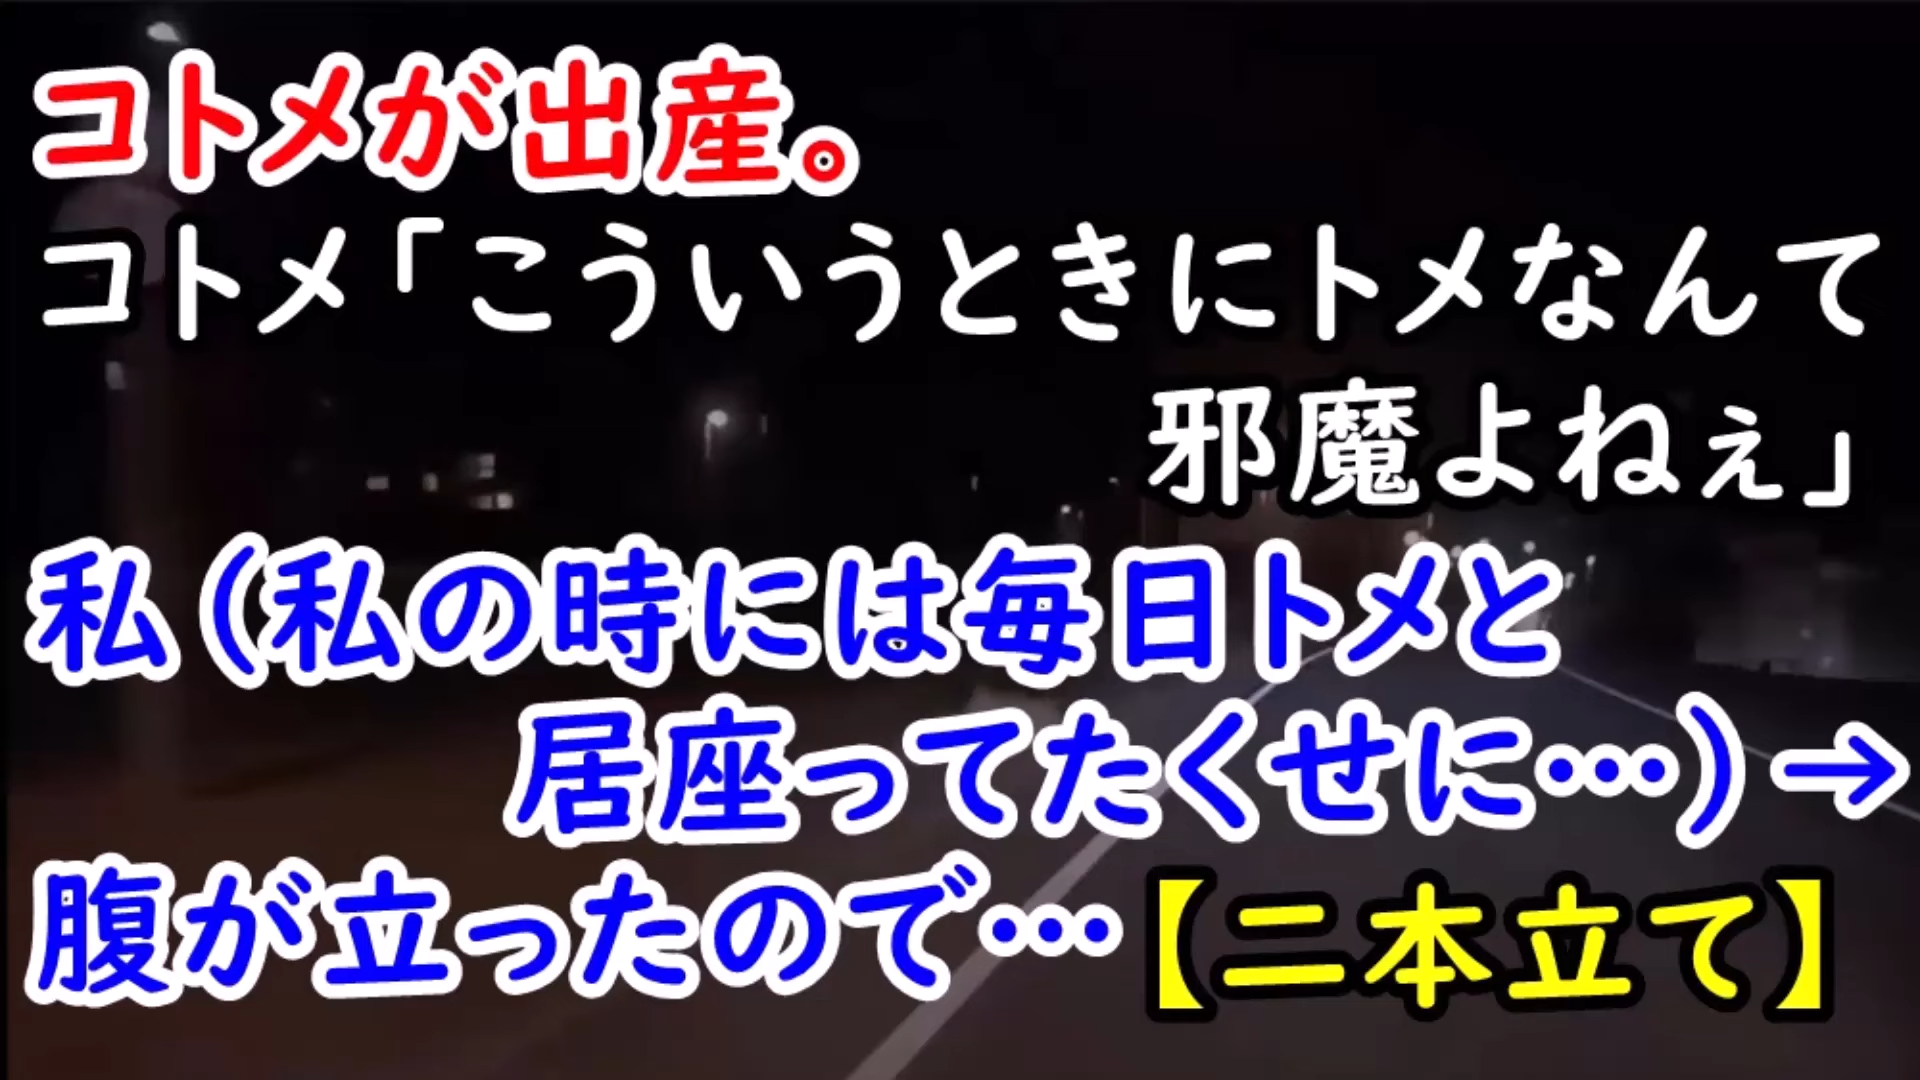 コトメが出産。
コトメ「こういうときにトメなんて
邪魔よねぇ」
私（私の時には毎日トメと
居座ってたくせに…）→
腹が立ったので…【二本立て】